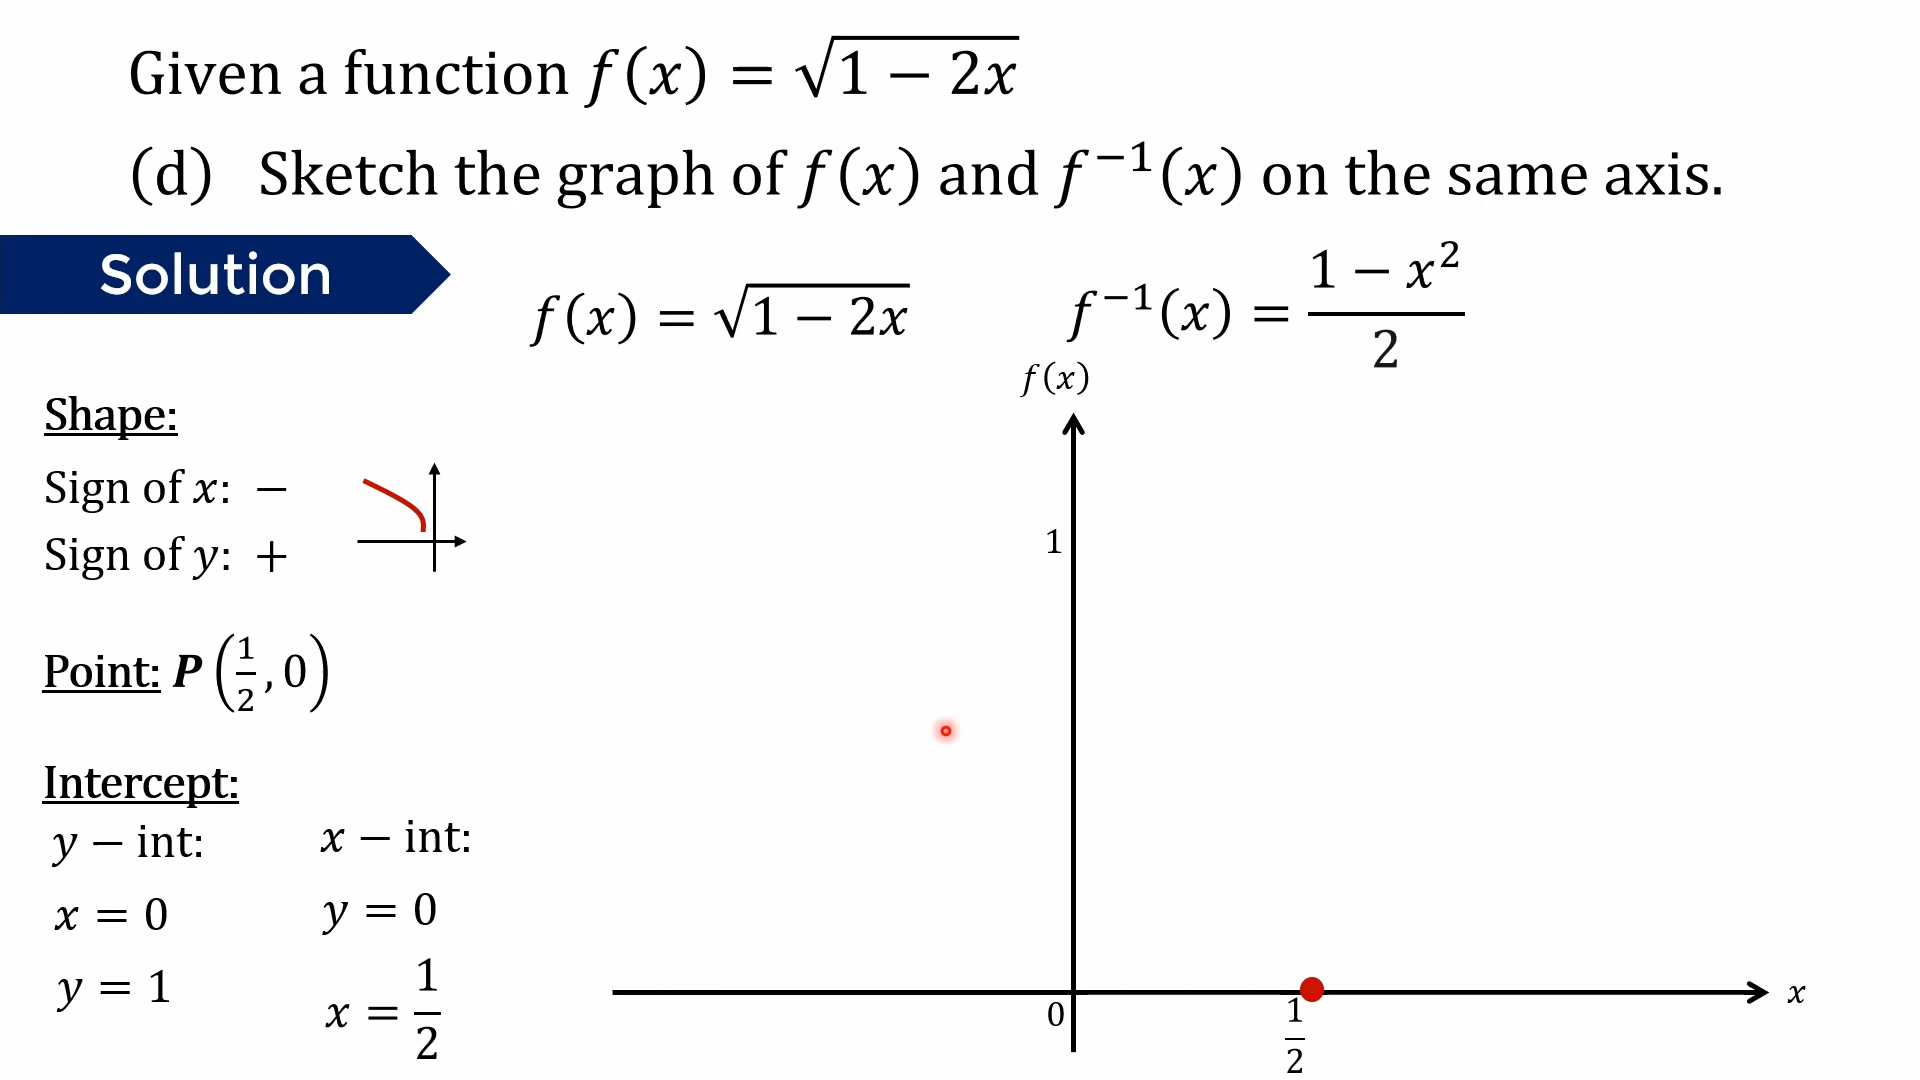 Given a function f(x) = √(1 − 2x)
(d) Sketch the graph of f(x) and f⁻¹(x) on the same axis.
Solution
f(x) = √(1 − 2x)
f⁻¹(x) = (1 − x²)/2
f(x)
Shape:
Sign of x: −
Sign of y: +
1
Point: P(1/2, 0)
Intercept:
y − int:
x = 0
y = 1
x − int:
y = 0
x = 1/2
0
1/2
x